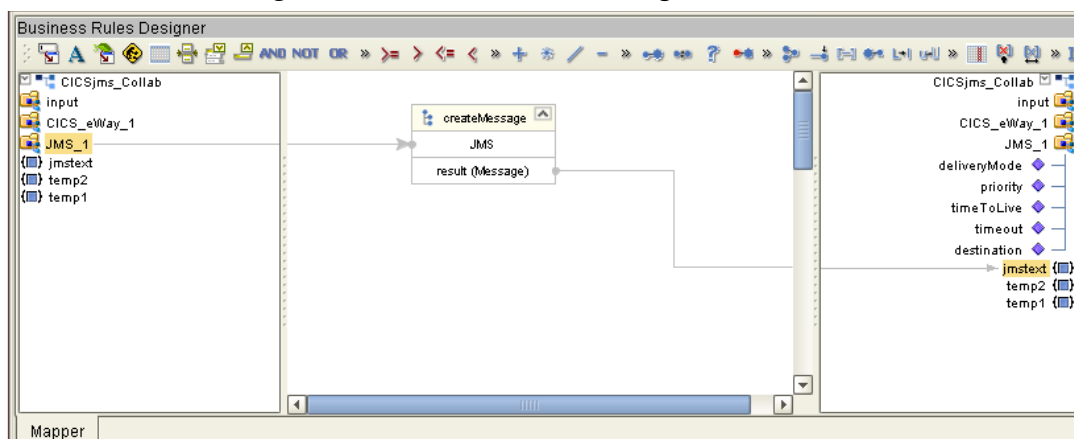 Business Rules Designer
A AND NOT OR » >= > <= < » + * / - » ? » »  »
CICSjms_Collab
input
CICS_eWay_1
JMS_1
jmstext
temp2
temp1
createMessage
JMS
result (Message)
CICSjms_Collab
input
CICS_eWay_1
JMS_1
deliveryMode
priority
timeToLive
timeout
destination
jmstext
temp2
temp1
Mapper